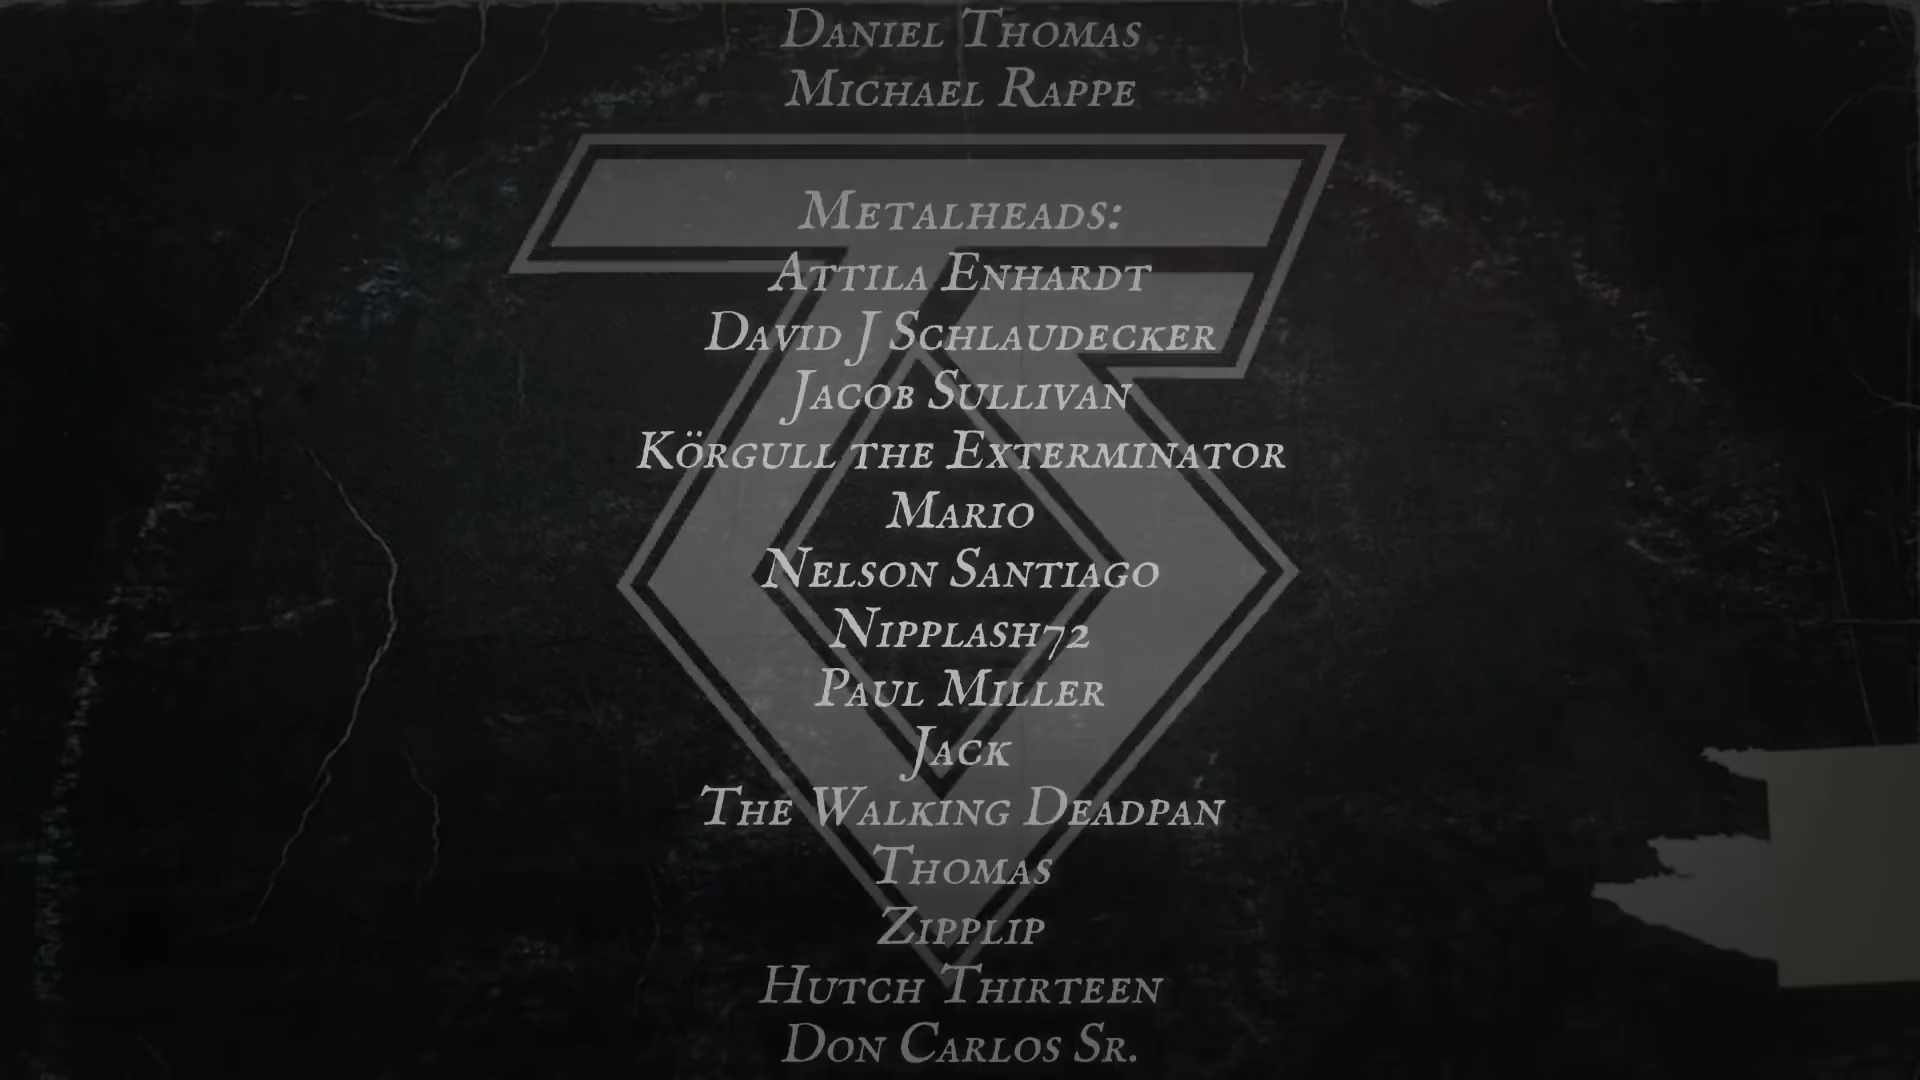 Daniel Thomas
Michael Rappe
Metalheads:
Attila Enhardt
David J Schlaudecker
Jacob Sullivan
Körgull the Exterminator
Mario
Nelson Santiago
Nipplash72
Paul Miller
Jack
The Walking Deadpan
Thomas
Zipplip
Hutch Thirteen
Don Carlos Sr.